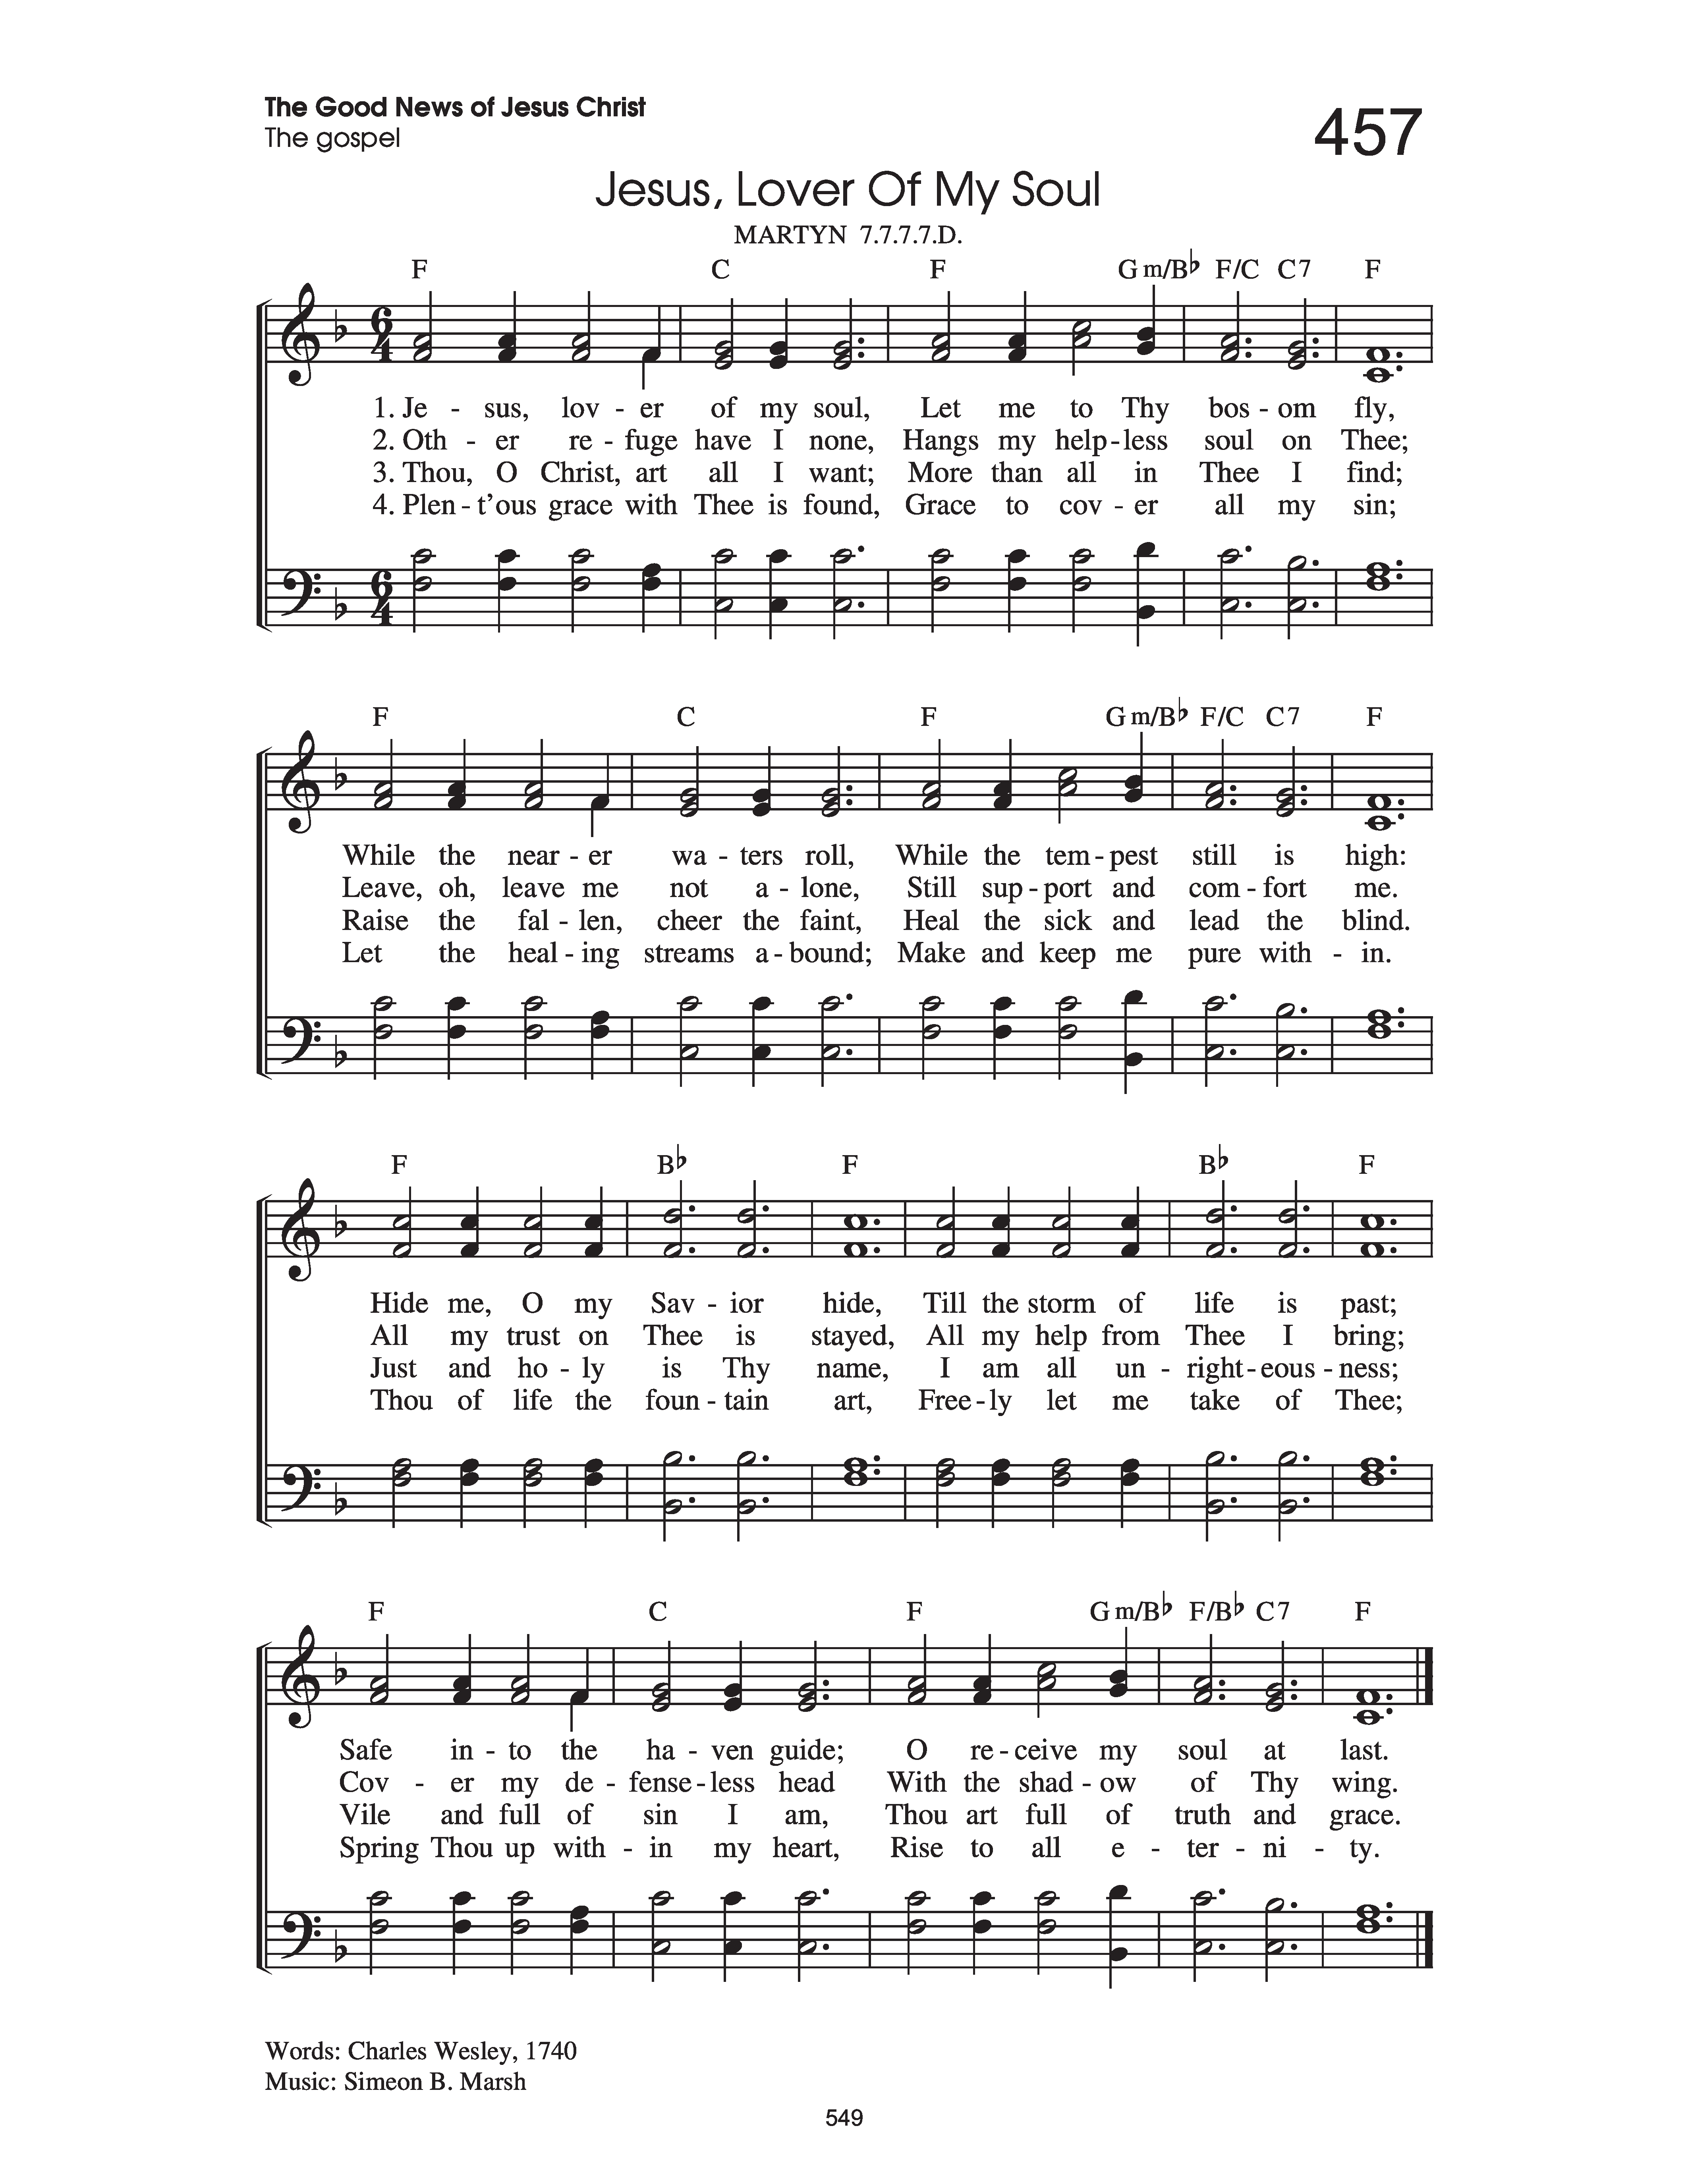 The Good News of Jesus Christ
The gospel
457
Jesus, Lover Of My Soul
MARTYN 7.7.7.7.D.
F C F Gm/B♭ F/C C7 F
6 4
1. Je - sus, lov - er of my soul, Let me to Thy bos - om fly,
2. Oth - er re - fuge have I none, Hangs my help - less soul on Thee;
3. Thou, O Christ, art all I want; More than all in Thee I find;
4. Plen - t'ous grace with Thee is found, Grace to cov - er all my sin;
6 4
F C F Gm/B♭ F/C C7 F
While the near - er wa - ters roll, While the tem - pest still is high:
Leave, oh, leave me not a - lone, Still sup - port and com - fort me.
Raise the fal - len, cheer the faint, Heal the sick and lead the blind.
Let the heal - ing streams a - bound; Make and keep me pure with - in.
F B♭ F B♭ F
Hide me, O my Sav - ior hide, Till the storm of life is past;
All my trust on Thee is stayed, All my help from Thee I bring;
Just and ho - ly is Thy name, I am all un - right - eous - ness;
Thou of life the foun - tain art, Free - ly let me take of Thee;
F C F Gm/B♭ F/B♭ C7 F
Safe in - to the ha - ven guide; O re - ceive my soul at last.
Cov - er my de - fense - less head With the shad - ow of Thy wing.
Vile and full of sin I am, Thou art full of truth and grace.
Spring Thou up with - in my heart, Rise to all e - ter - ni - ty.
Words: Charles Wesley, 1740
Music: Simeon B. Marsh
549